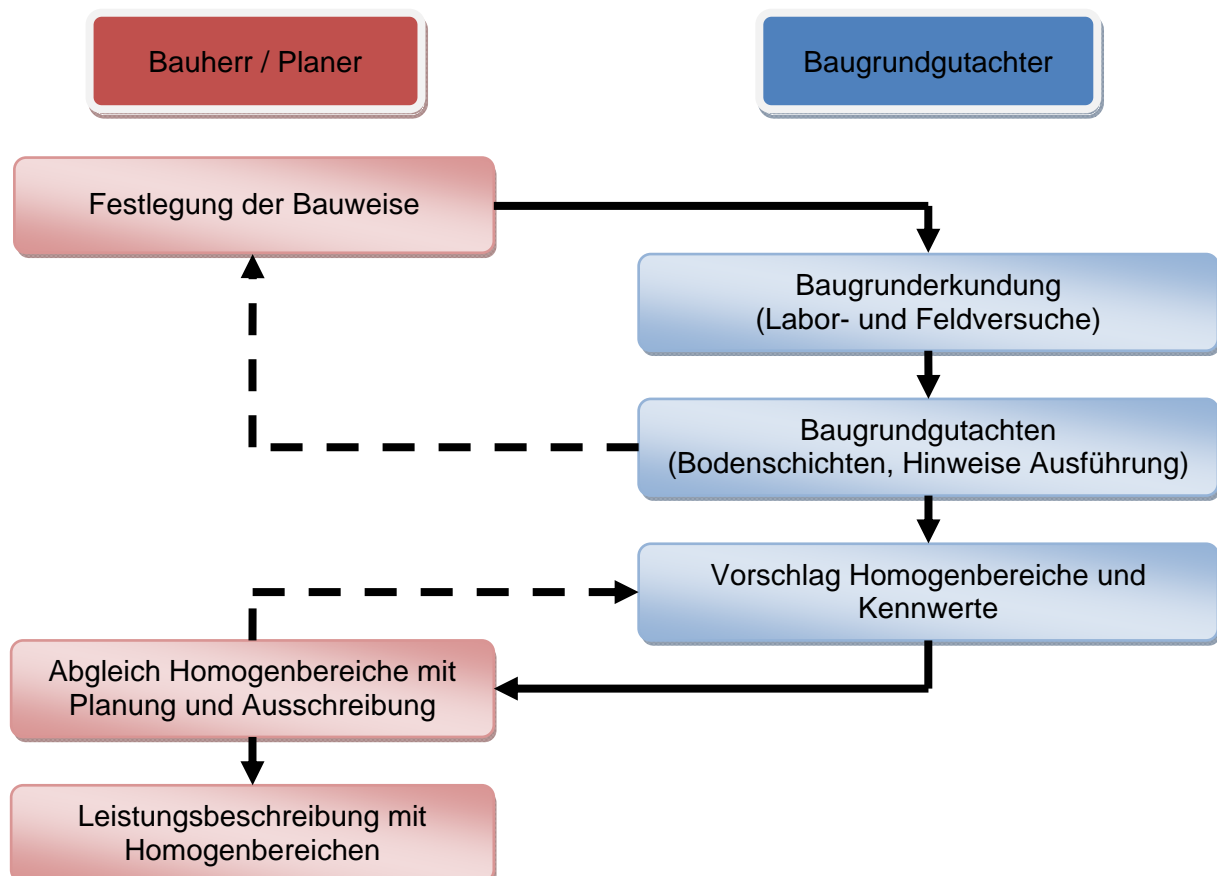 Bauherr / Planer
Baugrundgutachter
Festlegung der Bauweise
Baugrunderkundung
(Labor- und Feldversuche)
Baugrundgutachten
(Bodenschichten, Hinweise Ausführung)
Vorschlag Homogenbereiche und
Kennwerte
Abgleich Homogenbereiche mit
Planung und Ausschreibung
Leistungsbeschreibung mit
Homogenbereichen